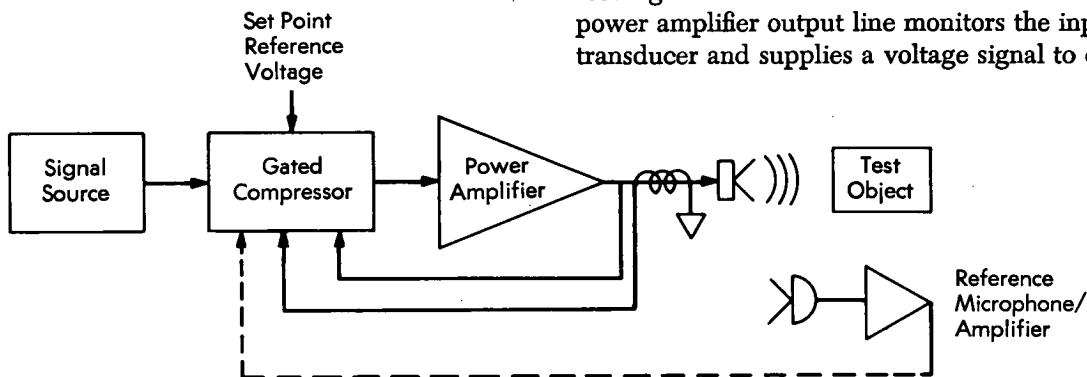 power amplifier output line monitors the
transducer and supplies a voltage signal to
Set Point
Reference
Voltage
Signal
Source
Gated
Compressor
Power
Amplifier
Test
Object
Reference
Microphone/
Amplifier